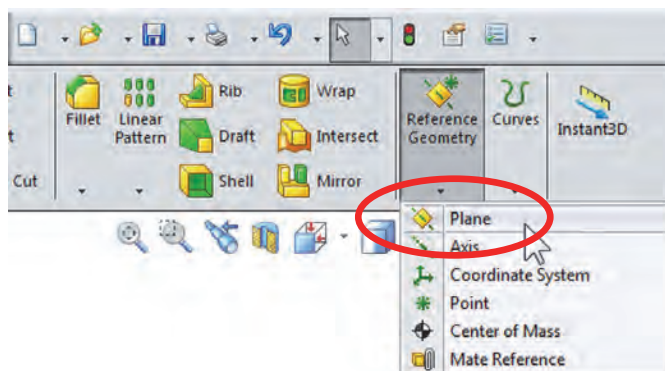 t
Fillet
Linear
Pattern
Rib
Wrap
Reference
Geometry
Curves
Instant3D
t
Draft
Intersect
Cut
Shell
Mirror
Plane
Axis
Coordinate System
Point
Center of Mass
Mate Reference